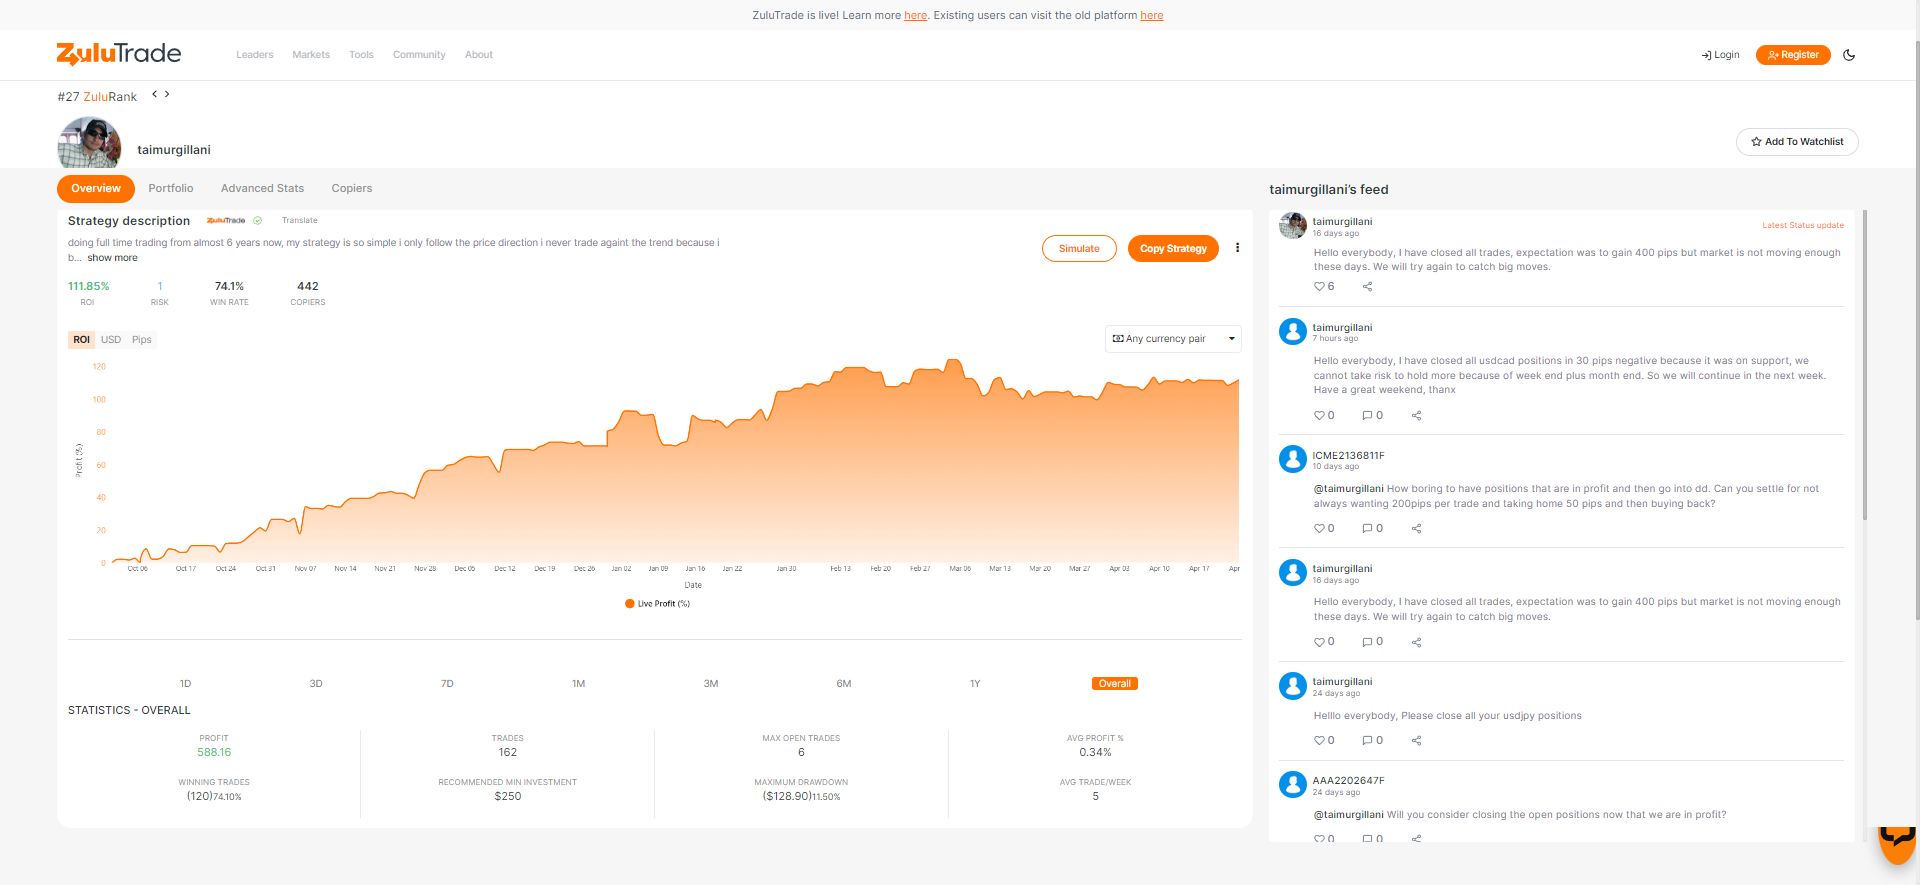 ZuluTrade is live! Learn more here. Existing users can visit the old platform here
ZuluTrade
Leaders Markets Tools Community About
Login Register
#27 ZuluRank < >
taimurgillani
Add To Watchlist
Overview Portfolio Advanced Stats Copiers
Strategy description ZuluTrade Translate
doing full time trading from almost 6 years now, my strategy is so simple i only follow the price direction i never trade againt the trend because i
b... show more
Simulate Copy Strategy
111.85% 1 74.1% 442
ROI RISK WIN RATE COPIERS
ROI USD Pips
Any currency pair
120
100
80
60
40
20
0
Profit (%)
Oct 06 Oct 17 Oct 24 Oct 31 Nov 07 Nov 14 Nov 21 Nov 28 Dec 05 Dec 12 Dec 19 Dec 26 Jan 02 Jan 09 Jan 16 Jan 22 Jan 30 Feb 13 Feb 20 Feb 27 Mar 06 Mar 13 Mar 20 Mar 27 Apr 03 Apr 10 Apr 17 Apr
Date
Live Profit (%)
1D 3D 7D 1M 3M 6M 1Y Overall
STATISTICS - OVERALL
PROFIT TRADES MAX OPEN TRADES AVG PROFIT %
588.16 162 6 0.34%
WINNING TRADES RECOMMENDED MIN INVESTMENT MAXIMUM DRAWDOWN AVG TRADE/WEEK
(120)74.10% $250 ($128.90)11.50% 5
taimurgillani's feed
taimurgillani
16 days ago
Latest Status update
Hello everybody, I have closed all trades, expectation was to gain 400 pips but market is not moving enough
these days. We will try again to catch big moves.
6
taimurgillani
7 hours ago
Hello everybody, I have closed all usdcad positions in 30 pips negative because it was on support, we
cannot take risk to hold more because of week end plus month end. So we will continue in the next week.
Have a great weekend, thanx
0 0
ICME2136811F
10 days ago
@taimurgillani How boring to have positions that are in profit and then go into dd. Can you settle for not
always wanting 200pips per trade and taking home 50 pips and then buying back?
0 0
taimurgillani
16 days ago
Hello everybody, I have closed all trades, expectation was to gain 400 pips but market is not moving enough
these days. We will try again to catch big moves.
0 0
taimurgillani
24 days ago
Helllo everybody, Please close all your usdjpy positions
0 0
AAA2202647F
24 days ago
@taimurgillani Will you consider closing the open positions now that we are in profit?
0 0